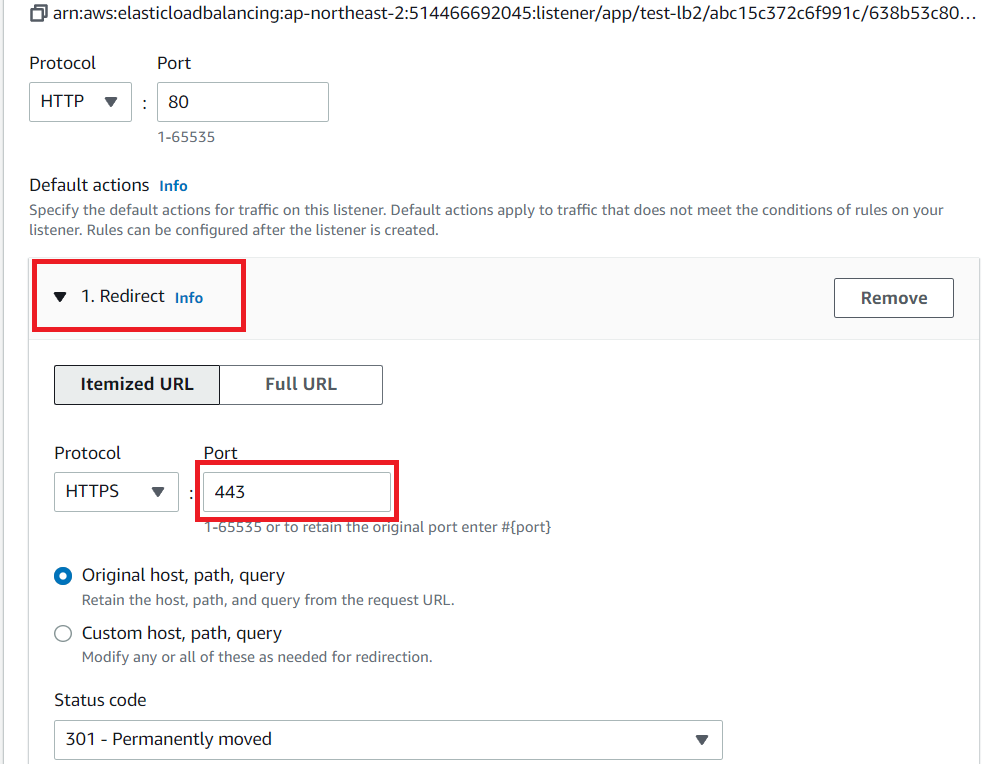 arn:aws:elasticloadbalancing:ap-northeast-2:514466692045:listener/app/test-lb2/abc15c372c6f991c/638b53c80...
Protocol Port
HTTP : 80
1-65535
Default actions Info
Specify the default actions for traffic on this listener. Default actions apply to traffic that does not meet the conditions of rules on your
listener. Rules can be configured after the listener is created.
1. Redirect Info Remove
Itemized URL Full URL
Protocol Port
HTTPS : 443
1-65535 or to retain the original port enter #{port}
Original host, path, query
Retain the host, path, and query from the request URL.
Custom host, path, query
Modify any or all of these as needed for redirection.
Status code
301 - Permanently moved